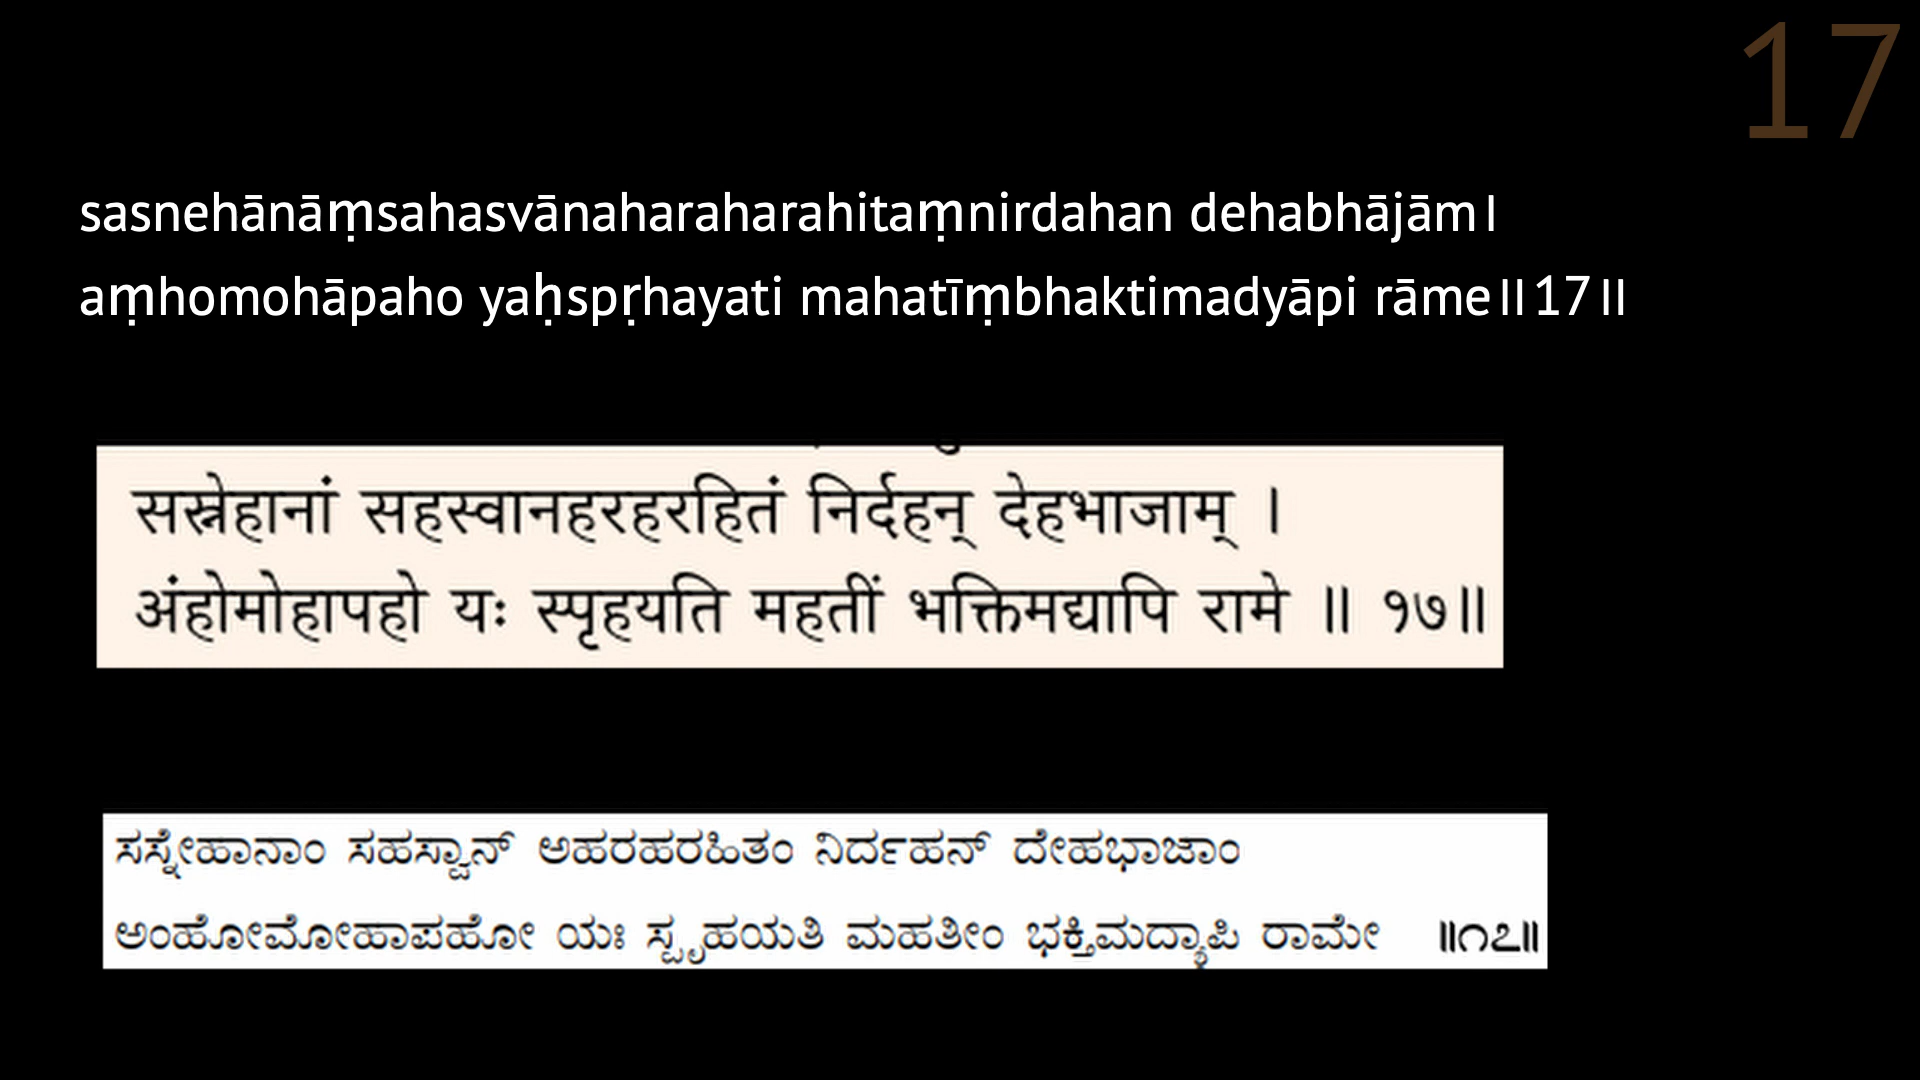 17
sasnehānāṃsahasvānaharaharahitaṃnirdahan dehabhājām।
aṃhomohāpaho yaḥspṛhayati mahatīṃbhaktimadyāpi rāme॥17॥
सस्नेहानां सहस्वानहरहरहितं निर्दहन् देहभाजाम् ।
अंहोमोहापहो यः स्पृहयति महतीं भक्तिमद्यापि रामे ॥ १७॥
ಸಸ್ನೇಹಾನಾಂ ಸಹಸ್ವಾನ್ ಅಹರಹರಹಿತಂ ನಿರ್ದಹನ್ ದೇಹಭಾಜಾಂ
ಅಂಹೋಮೋಹಾಪಹೋ ಯಃ ಸ್ಪೃಹಯತಿ ಮಹತೀಂ ಭಕ್ತಿಮದ್ಯಾಪಿ ರಾಮೇ ॥೧೭॥